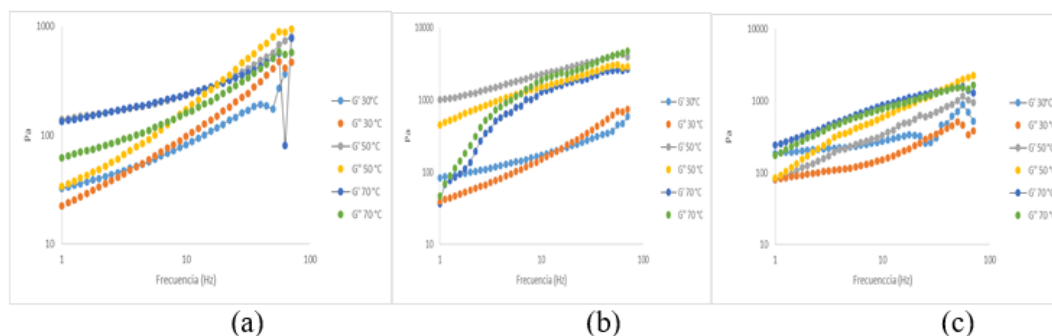 1000
100
10
Pa
1 10 100
Frecuencia (Hz)
G' 30°C
G'' 30 °C
G' 50 °C
G'' 50 °C
G' 70 °C
G'' 70 °C
(a)
10000
1000
100
10
Pa
1 10 100
Frecuencia (Hz)
G' 30°C
G'' 30 °C
G' 50 °C
G'' 50 °C
G' 70 °C
G'' 70 °C
(b)
10000
1000
100
10
Pa
1 10 100
Frecuenccia (Hz)
G' 30°C
G'' 30 °C
G' 50 °C
G'' 50 °C
G' 70 °C
G'' 70 °C
(c)